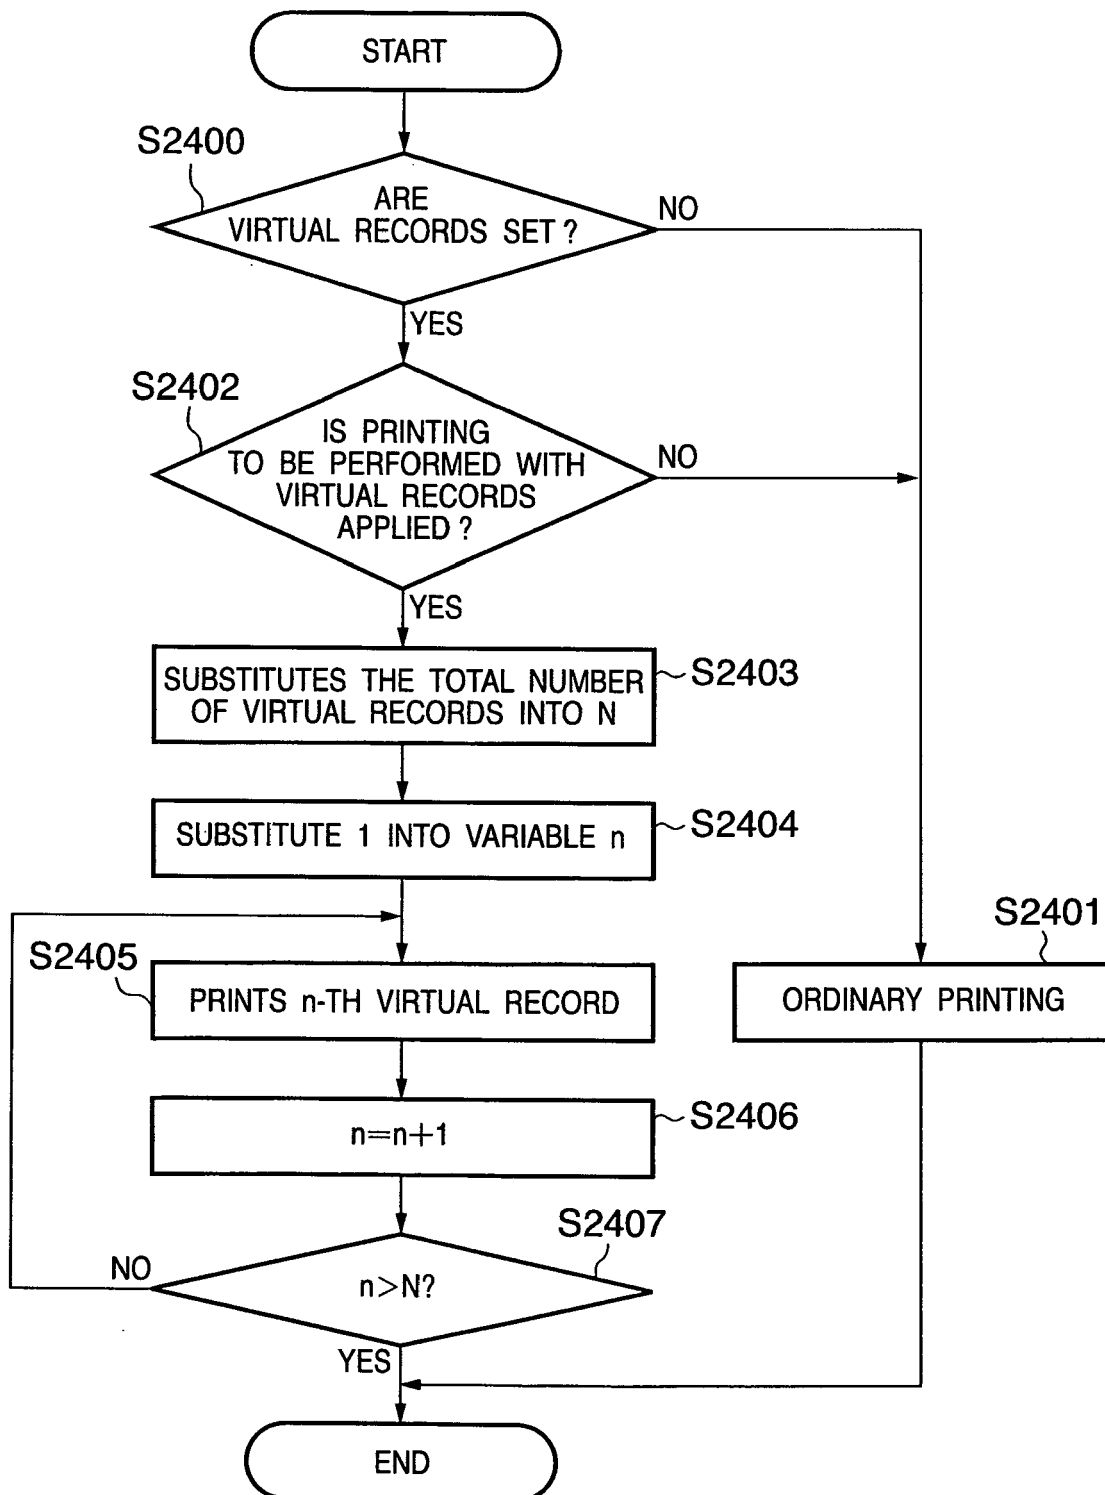 START
S2400
ARE
VIRTUAL RECORDS SET ?
NO
YES
S2402
IS PRINTING
TO BE PERFORMED WITH
VIRTUAL RECORDS
APPLIED ?
NO
YES
SUBSTITUTES THE TOTAL NUMBER
OF VIRTUAL RECORDS INTO N
S2403
SUBSTITUTE 1 INTO VARIABLE n
S2404
S2405
PRINTS n-TH VIRTUAL RECORD
S2401
ORDINARY PRINTING
n=n+1
S2406
S2407
NO
n>N?
YES
END